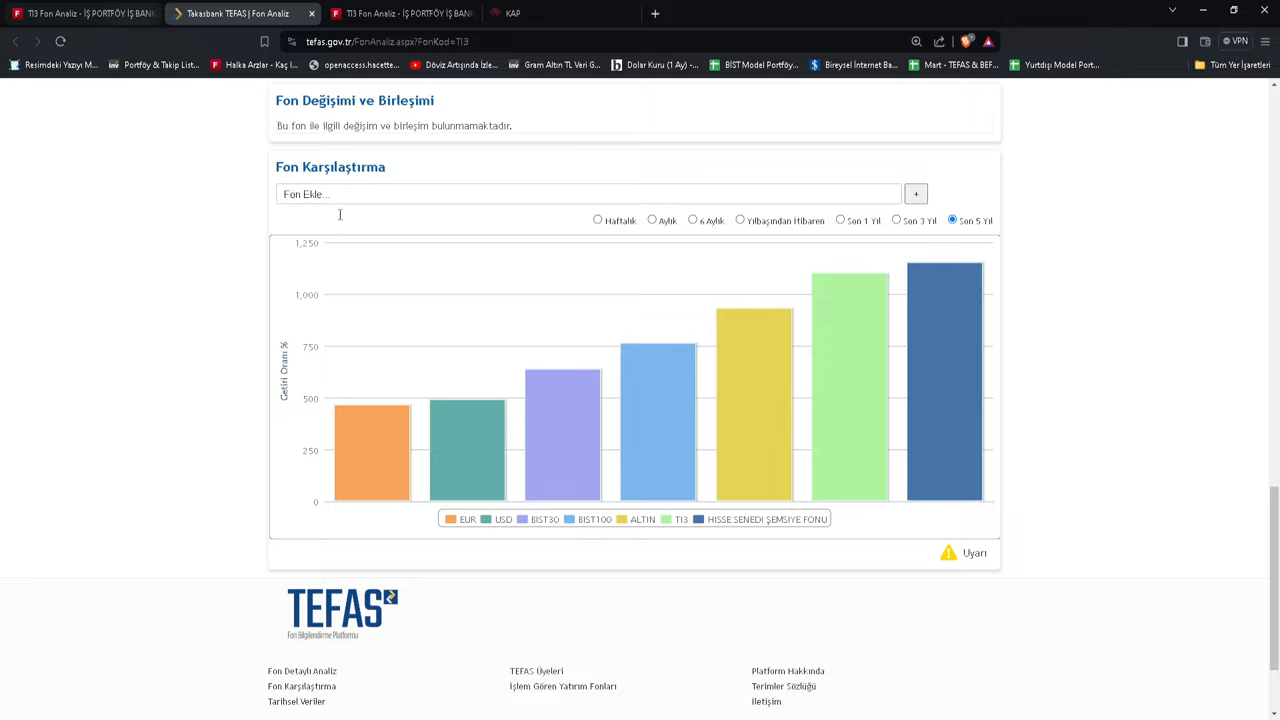 TI3 Fon Analiz - İŞ PORTFÖY İŞ BANK
Takasbank TEFAS | Fon Analiz
TI3 Fon Analiz - İŞ PORTFÖY İŞ BANK
KAP
tefas.gov.tr/FonAnaliz.aspx?FonKod=TI3
VPN
Resimdeki Yazıyı M...
Portföy & Takip List...
Halka Arzlar - Kaç l...
openaccess.hacette...
Döviz Artışında İzle...
Gram Altın TL Veri G...
Dolar Kuru (1 Ay) -...
BİST Model Portföy...
Bireysel İnternet Ba...
Mart - TEFAS & BEF...
Yurtdışı Model Port...
Tüm Yer İşaretleri
Fon Değişimi ve Birleşimi
Bu fon ile ilgili değişim ve birleşim bulunmamaktadır.
Fon Karşılaştırma
Fon Ekle...
+
Haftalık
Aylık
6 Aylık
Yılbaşından İtibaren
Son 1 Yıl
Son 3 Yıl
Son 5 Yıl
1,250
1,000
750
500
250
0
Getiri Oranı %
EUR
USD
BIST30
BIST100
ALTIN
TI3
HISSE SENEDI ŞEMSIYE FONU
Uyarı
TEFAS
Fon Bilgilendirme Platformu
Fon Detaylı Analiz
TEFAS Üyeleri
Platform Hakkında
Fon Karşılaştırma
İşlem Gören Yatırım Fonları
Terimler Sözlüğü
Tarihsel Veriler
İletişim